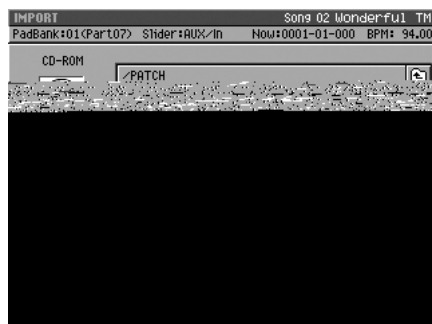 IMPORT Song 02 Wonderful TM
PadBank:01(Part07) Slider:AUX/In Now:0001-01-000 BPM: 94.00
CD-ROM
/PATCH